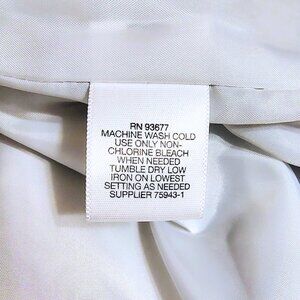 RN 93677
MACHINE WASH COLD
USE ONLY NON-
CHLORINE BLEACH
WHEN NEEDED
TUMBLE DRY LOW
IRON ON LOWEST
SETTING AS NEEDED
SUPPLIER 75943-1